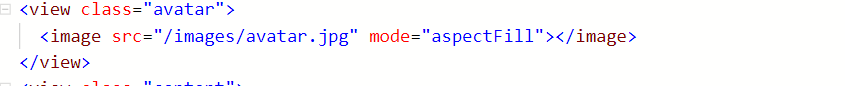 <view class="avatar">
<image src="/images/avatar.jpg" mode="aspectFill"></image>
</view>